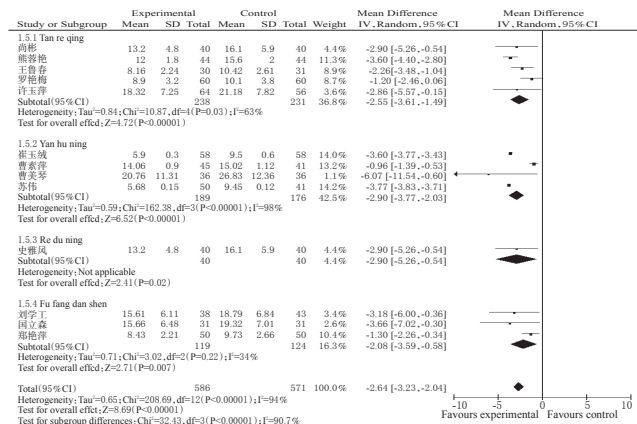 Experimental Control Mean Difference Mean Difference
Study or Subgroup Mean SD Total Mean SD Total Weight IV, Random, 95%CI IV, Random, 95%CI
1.5.1 Tan re qing
尚彬 13.2 4.8 40 16.1 5.9 40 4.4% -2.90 [-5.26,-0.54]
熊蓉艳 12 1.8 44 15.6 2 44 11.3% -3.60 [-4.40,-2.80]
王鲁春 8.16 2.24 30 10.42 2.61 31 8.9% -2.26[-3.48,-1.04]
罗艳梅 8.9 3.2 60 10.1 3.8 60 8.7% -1.20 [-2.46,0.06]
许玉萍 18.32 7.25 64 21.18 7.82 56 3.6% -2.86 [-5.57,-0.15]
Subtotal(95%CI) 238 231 36.8% -2.55 [-3.61,-1.49]
Heterogeneity:Tau²=0.84;Chi²=10.87,df=4(P=0.03);I²=63%
Test for overall effcd:Z=4.72(P<0.00001)
1.5.2 Yan hu ning
崔玉绒 5.9 0.3 58 9.5 0.6 58 14.0% -3.60 [-3.77,-3.43]
曹素萍 14.06 0.9 45 15.02 1.12 41 13.2% -0.96 [-1.39,-0.53]
曹美琴 20.76 11.31 36 26.83 12.36 36 1.1% -6.07 [-11.54,-0.60]
苏伟 5.68 0.15 50 9.45 0.12 41 14.2% -3.77 [-3.83,-3.71]
Subtotal(95%CI) 189 176 42.5% -2.90 [-3.77,-2.03]
Heterogeneity:Tau²=0.59;Chi²=162.38,df=3(P<0.00001);I²=98%
Test for overall effcd:Z=6.52(P<0.00001)
1.5.3 Re du ning
史雅风 13.2 4.8 40 16.1 5.9 40 4.4% -2.90 [-5.26,-0.54]
Subtotal(95%CI) 40 40 4.4% -2.90 [-5.26,-0.54]
Heterogeneity:Not applicable
Test for overall effcd:Z=2.41(P=0.02)
1.5.4 Fu fang dan shen
刘学工 15.61 6.11 38 18.79 6.84 43 3.4% -3.18 [-6.00,-0.36]
国立森 15.66 6.48 31 19.32 7.01 31 2.6% -3.66 [-7.02,-0.30]
郑艳萍 8.43 2.21 50 9.73 2.66 50 10.4% -1.30 [-2.26,-0.34]
Subtotal(95%CI) 119 124 16.4% -2.08 [-3.59,-0.58]
Heterogeneity:Tau²=0.71;Chi²=3.02,df=2(P=0.22);I²=34%
Test for overall effcd:Z=2.71(P=0.007)
Total(95%CI) 586 571 100.0% -2.64 [-3.23,-2.04]
Heterogeneity:Tau²=0.65;Chi²=208.69,df=12(P<0.00001);I²=94%
Test for overall effct:Z=8.69(P<0.00001)
Test for subgroup differences:Chi²=32.43,df=3(P<0.00001);I²=90.7%
-10 -5 0 5 10
Favours experimental Favours control